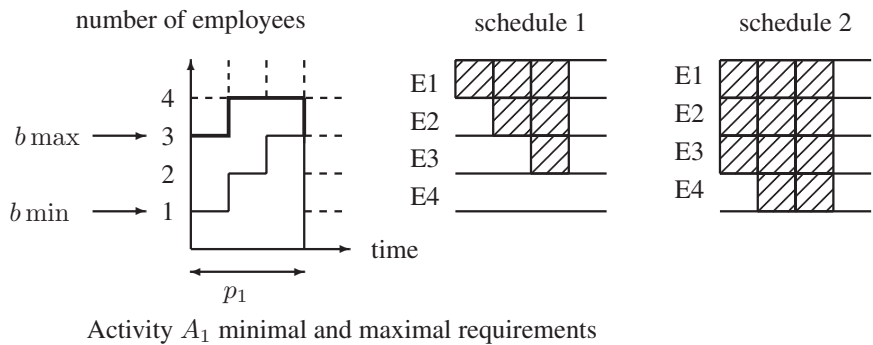 number of employees
schedule 1
schedule 2
4
b max
3
2
b min
1
time
p1
E1
E2
E3
E4
E1
E2
E3
E4
Activity A1 minimal and maximal requirements